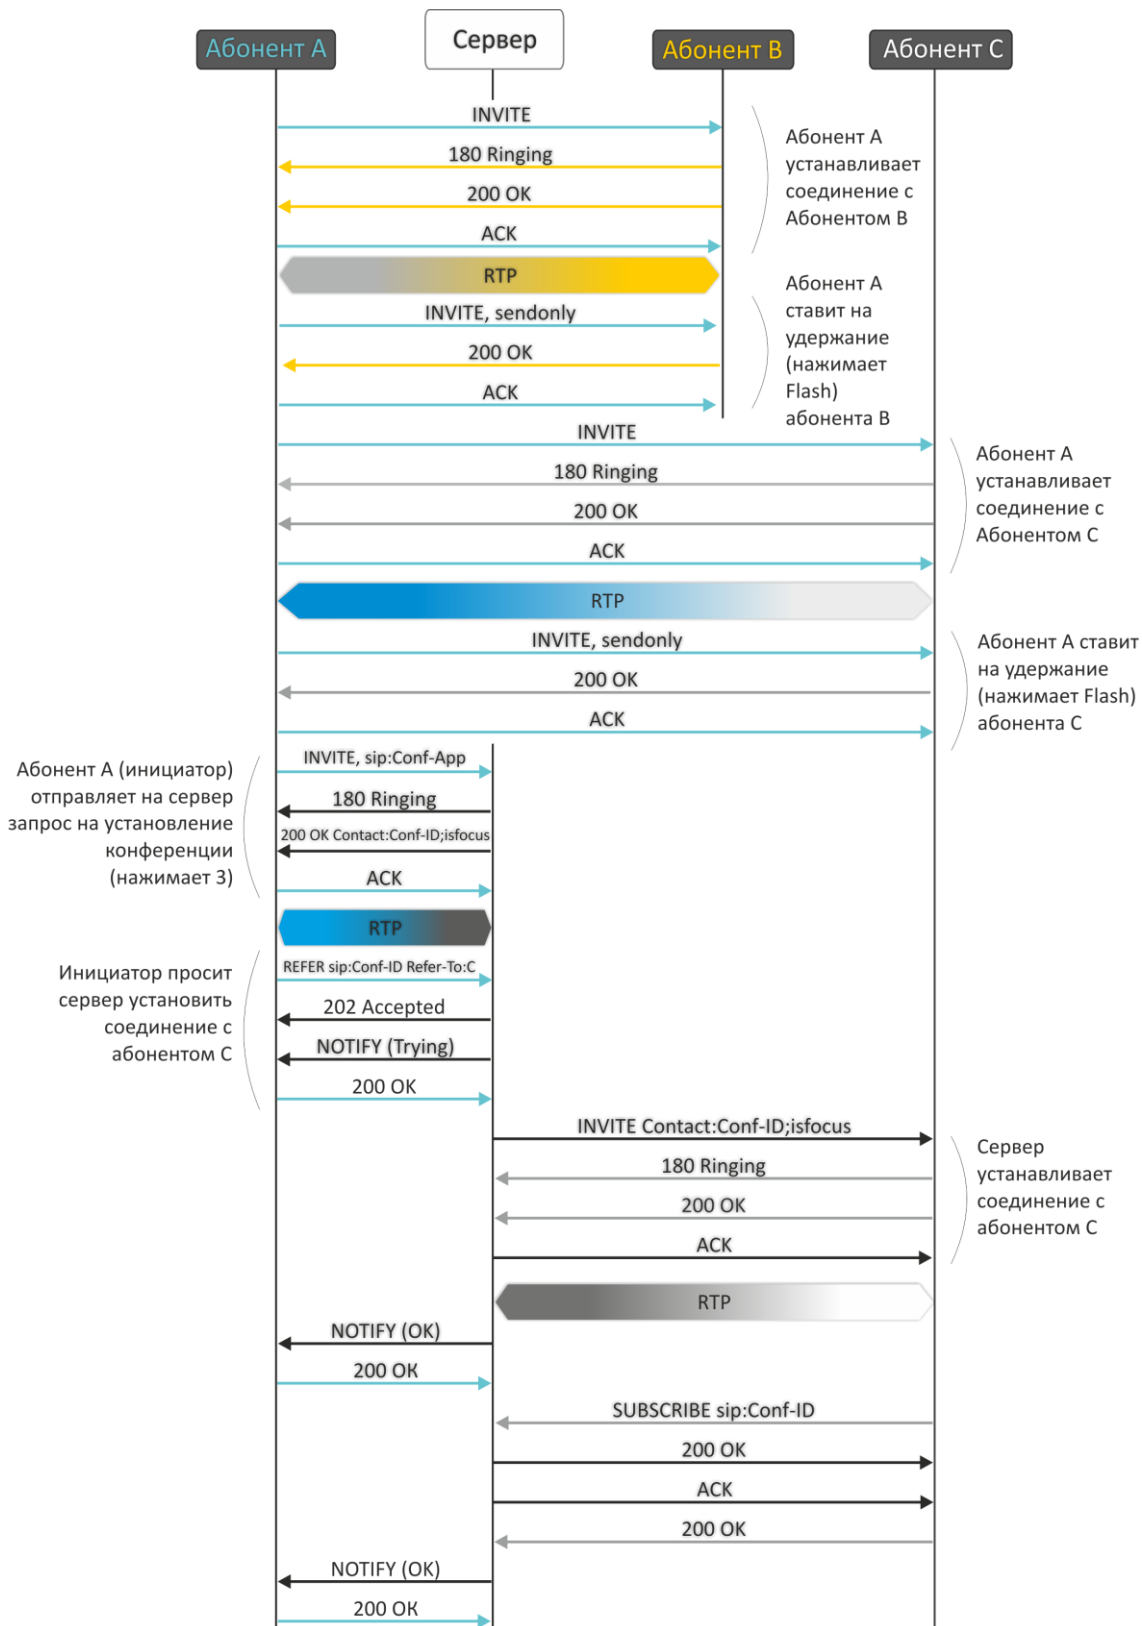 Абонент A
Сервер
Абонент B
Абонент C
INVITE
180 Ringing
200 OK
ACK
Абонент A
устанавливает
соединение с
Абонентом B
RTP
INVITE, sendonly
200 OK
ACK
Абонент A
ставит на
удержание
(нажимает
Flash)
абонента B
INVITE
180 Ringing
200 OK
ACK
Абонент A
устанавливает
соединение с
Абонентом C
RTP
INVITE, sendonly
200 OK
ACK
Абонент A ставит
на удержание
(нажимает Flash)
абонента C
Абонент A (инициатор)
отправляет на сервер
запрос на установление
конференции
(нажимает 3)
INVITE, sip:Conf-App
180 Ringing
200 OK Contact:Conf-ID;isfocus
ACK
RTP
Инициатор просит
сервер установить
соединение с
абонентом C
REFER sip:Conf-ID Refer-To:C
202 Accepted
NOTIFY (Trying)
200 OK
INVITE Contact:Conf-ID;isfocus
180 Ringing
200 OK
ACK
Сервер
устанавливает
соединение с
абонентом C
RTP
NOTIFY (OK)
200 OK
SUBSCRIBE sip:Conf-ID
200 OK
ACK
200 OK
NOTIFY (OK)
200 OK